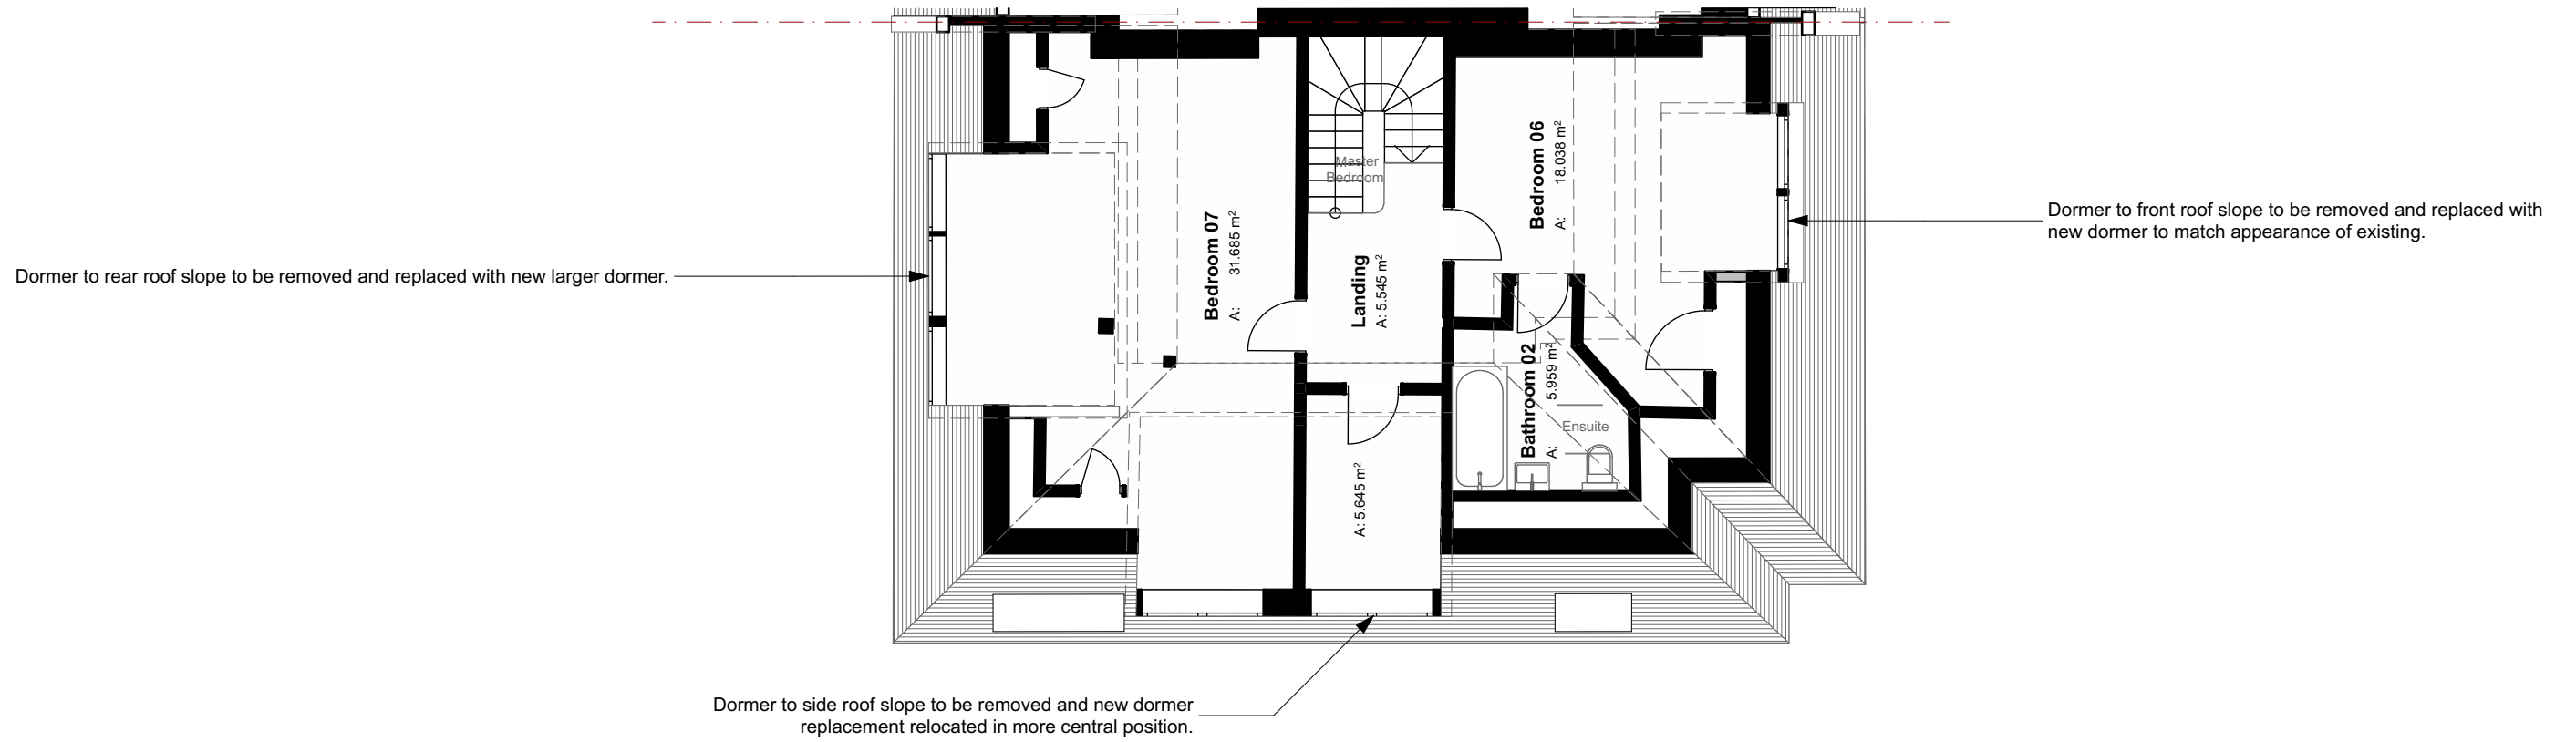 Dormer to rear roof slope to be removed and replaced with new larger dormer.
Bedroom 07
A: 31.685 m²
Master
Bedroom
Landing
A: 5.545 m²
A: 5.645 m²
Bedroom 06
A: 18.038 m²
Bathroom 02
A: 5.959 m²
Ensuite
Dormer to front roof slope to be removed and replaced with
new dormer to match appearance of existing.
Dormer to side roof slope to be removed and new dormer
replacement relocated in more central position.